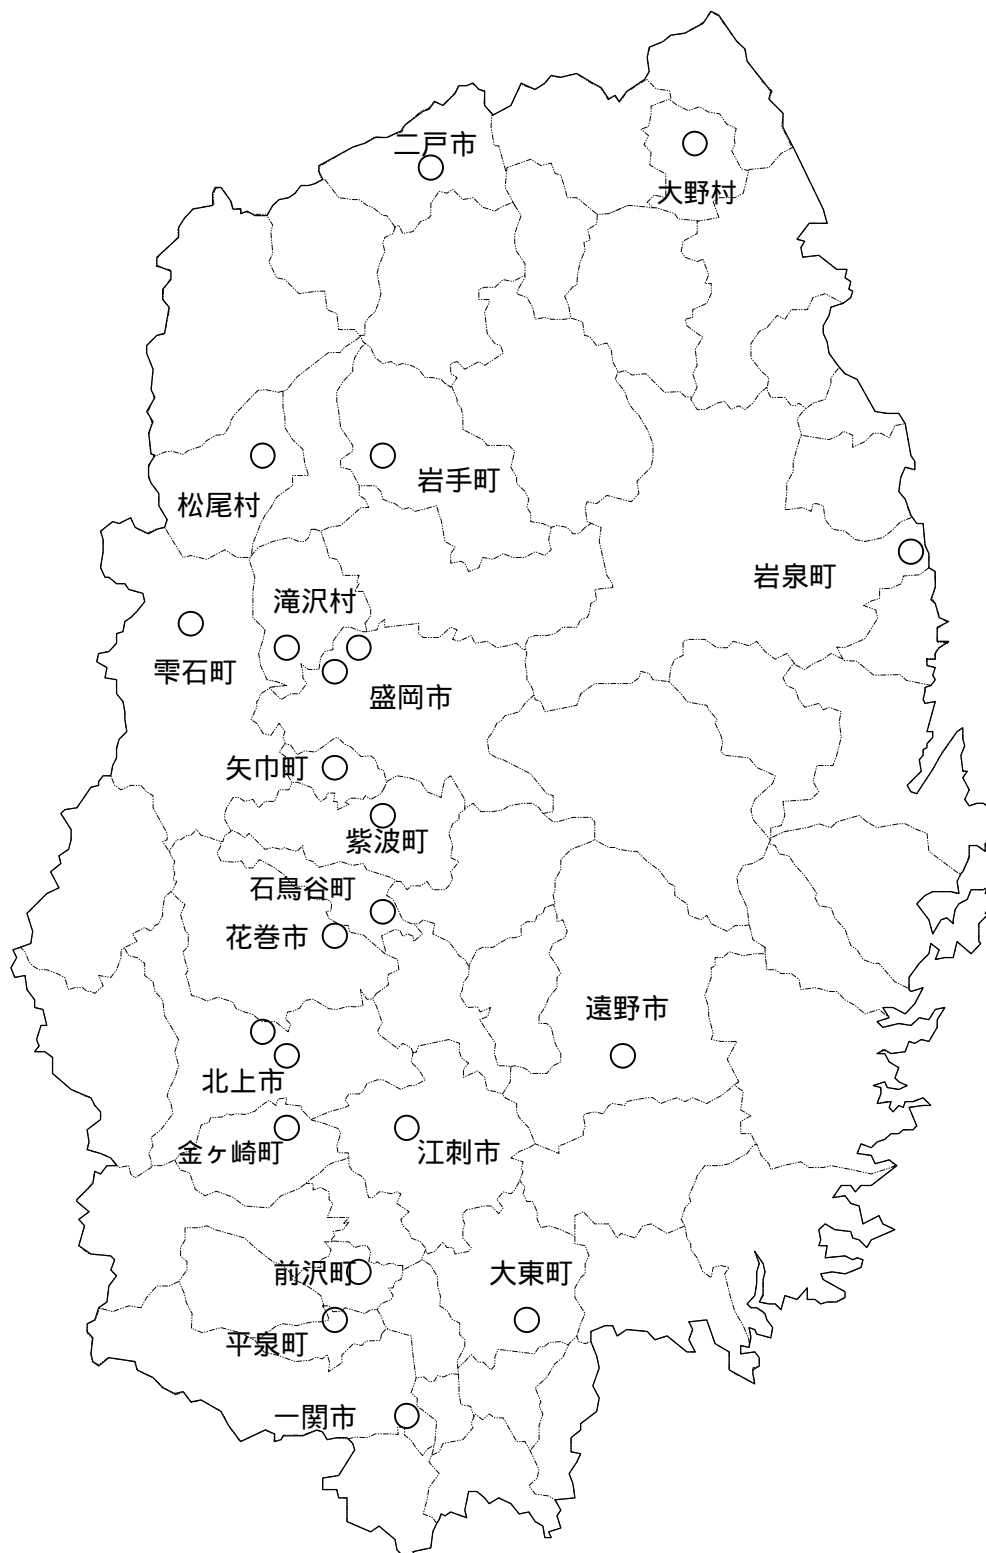 二戸市
大野村
岩手町
松尾村
岩泉町
滝沢村
雫石町
盛岡市
矢巾町
紫波町
石鳥谷町
花巻市
遠野市
北上市
金ヶ崎町
江刺市
前沢町
大東町
平泉町
一関市